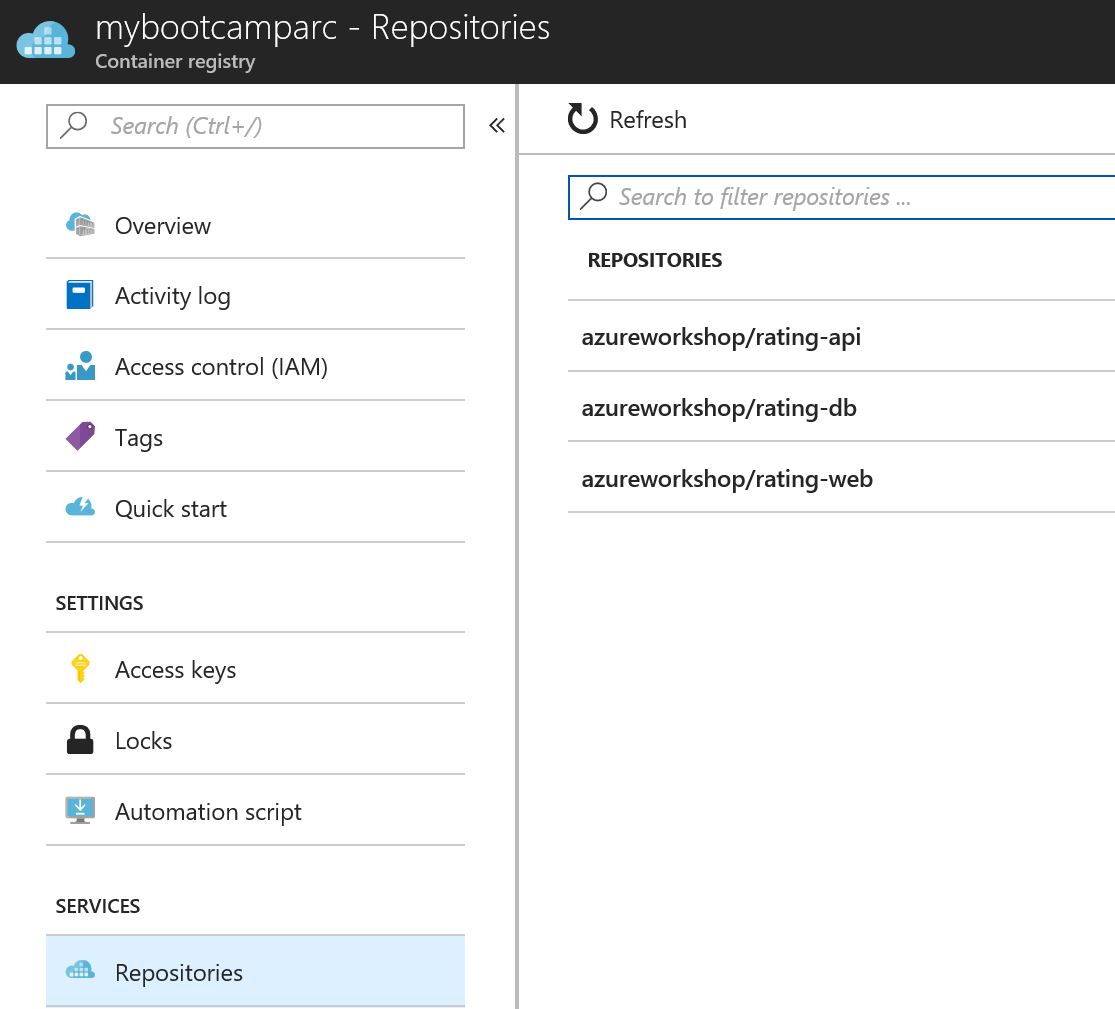 mybootcamparc - Repositories
Container registry
Search (Ctrl+/)
«
Overview
Activity log
Access control (IAM)
Tags
Quick start
SETTINGS
Access keys
Locks
Automation script
SERVICES
Repositories
Refresh
Search to filter repositories ...
REPOSITORIES
azureworkshop/rating-api
azureworkshop/rating-db
azureworkshop/rating-web